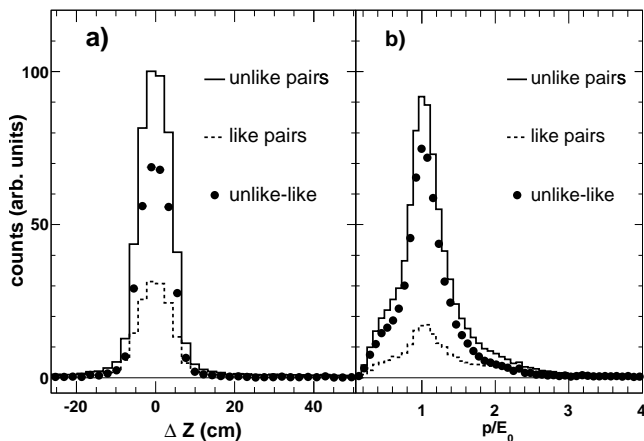 a)
b)
100
50
0
counts (arb. units)
unlike pairs
like pairs
unlike-like
unlike pairs
like pairs
unlike-like
-20 0 20 40
1 2 3 4
Δ Z (cm)
p/E0